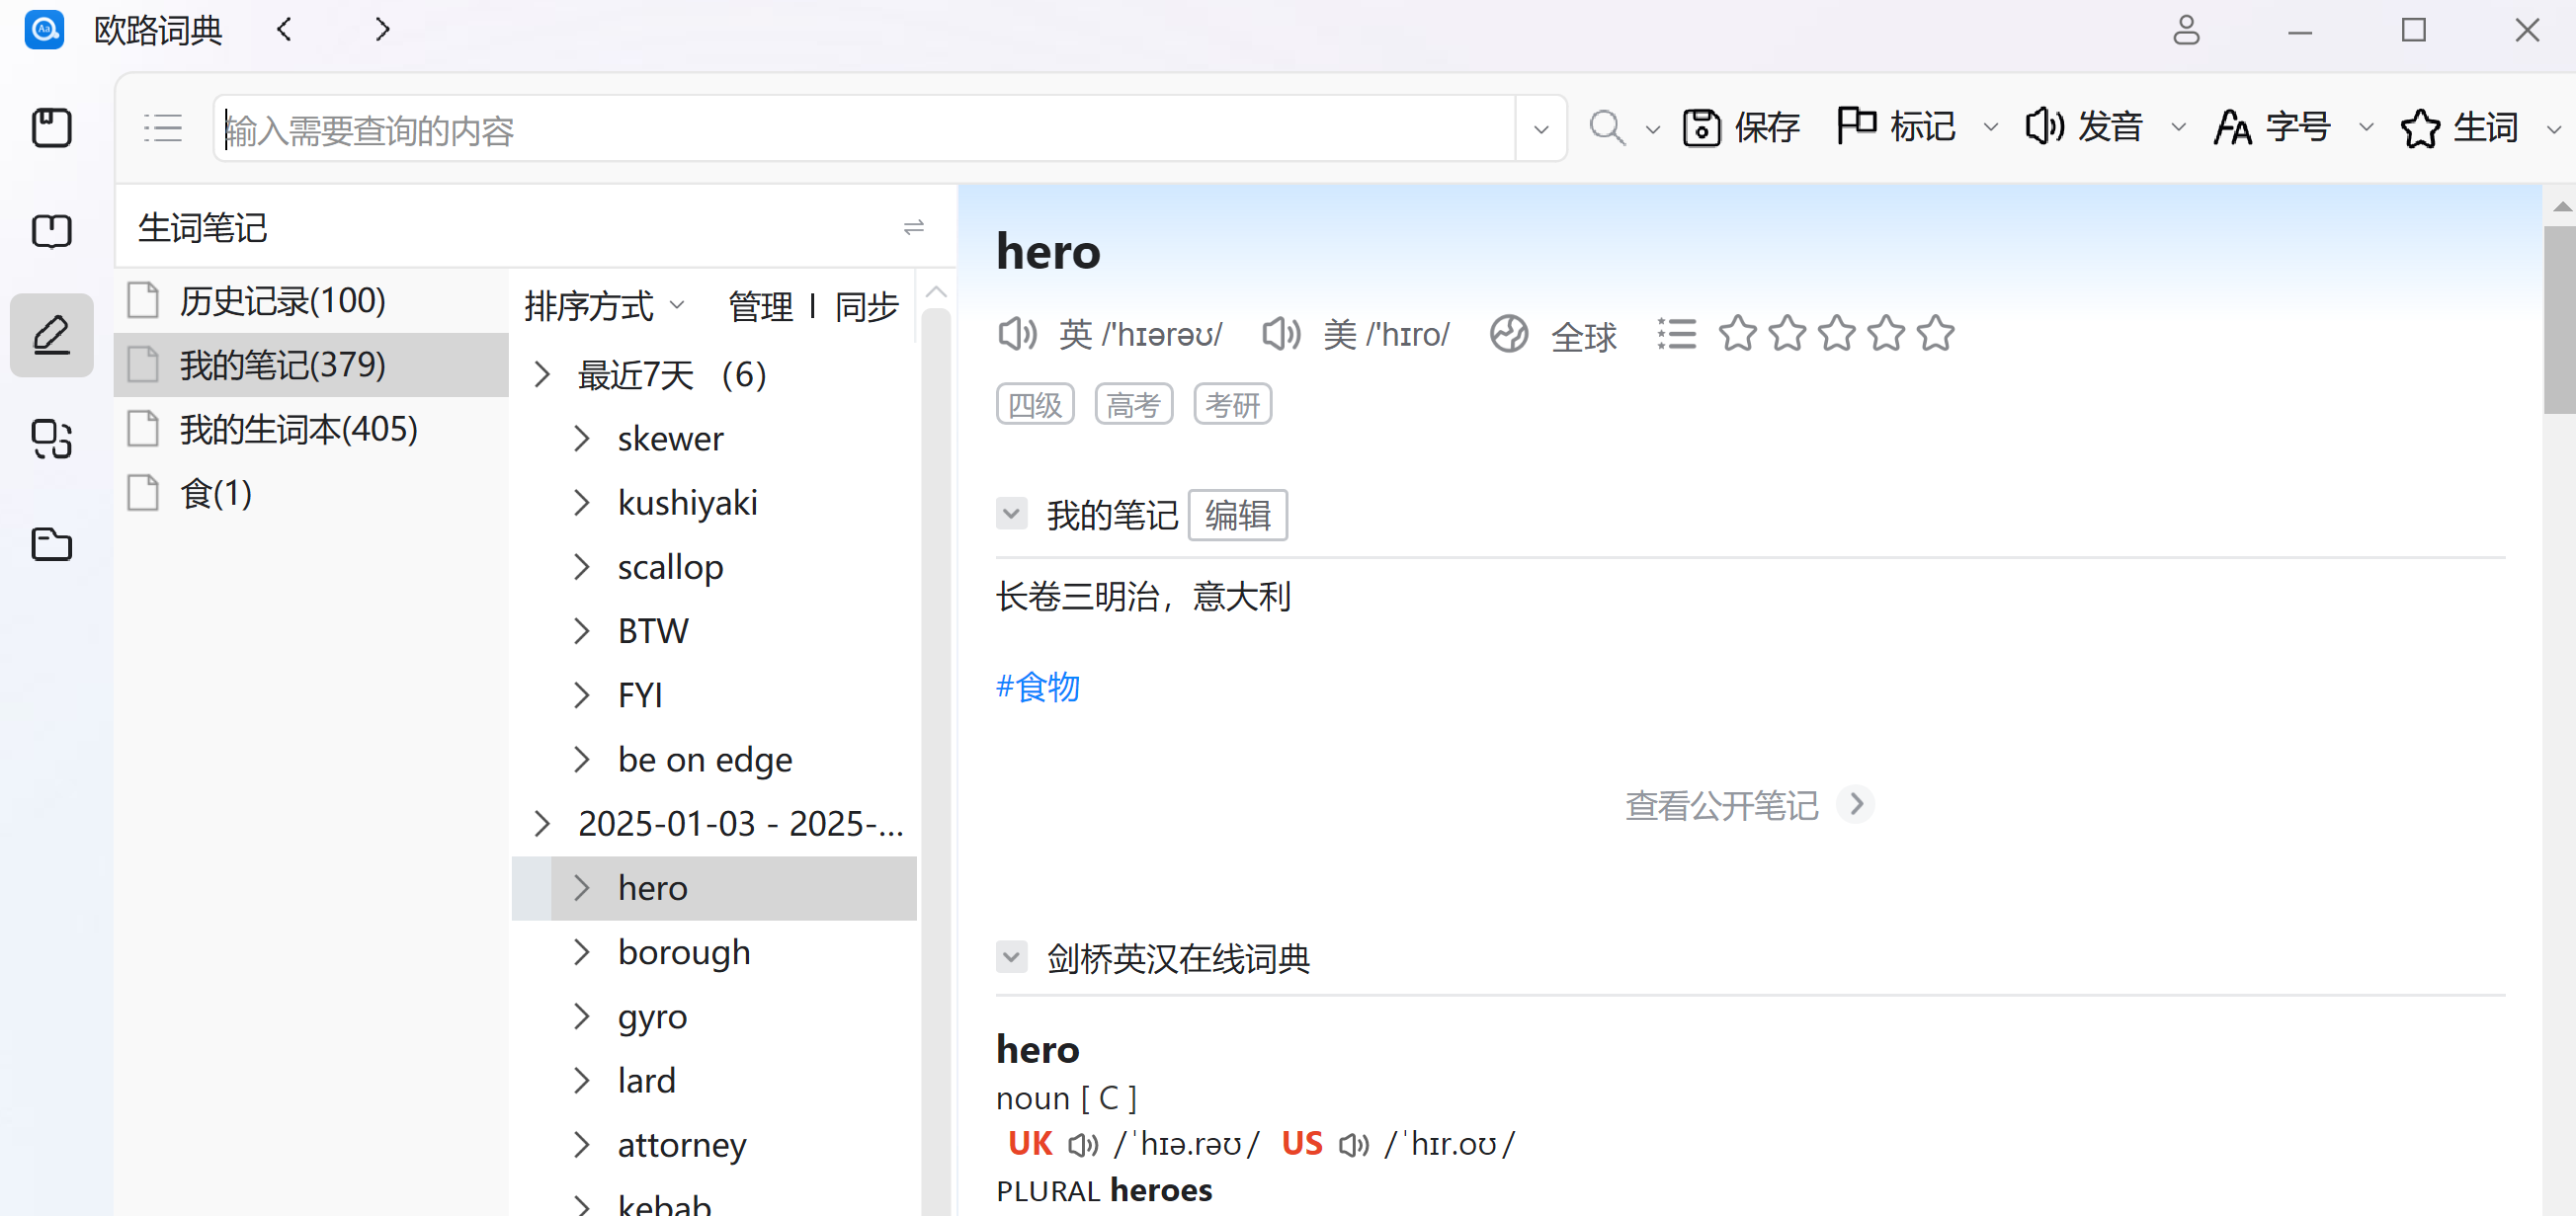 欧路词典
输入需要查询的内容
保存
标记
发音
字号
生词
生词笔记
历史记录(100)
我的笔记(379)
我的生词本(405)
食(1)
排序方式 管理 | 同步
最近7天 (6)
skewer
kushiyaki
scallop
BTW
FYI
be on edge
2025-01-03 - 2025-...
hero
borough
gyro
lard
attorney
kebab
hero
英 /'hɪərəʊ/ 美 /'hɪro/ 全球
四级 高考 考研
我的笔记 编辑
长卷三明治，意大利
#食物
查看公开笔记
剑桥英汉在线词典
hero
noun [ C ]
UK /ˈhɪə.rəʊ/ US /ˈhɪr.oʊ/
PLURAL heroes